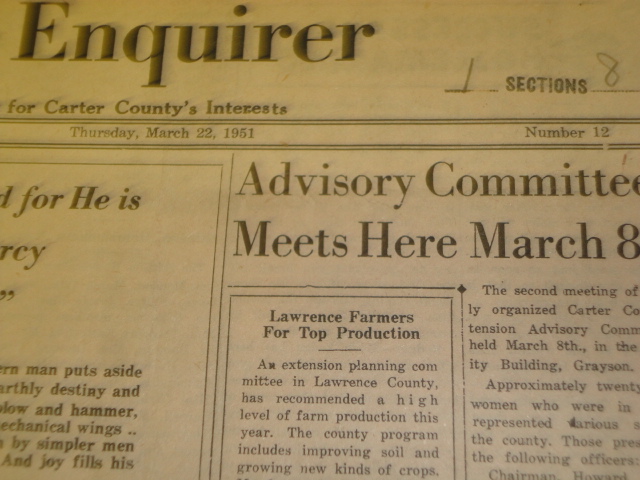 Enquirer
1 SECTIONS 8
for Carter County's Interests
Thursday, March 22, 1951
Number 12
d for He is
rcy
"
ern man puts aside
arthly destiny and
plow and hammer,
echanical wings ..
n by simpler men
And joy fills his
Advisory Committee
Meets Here March 8
Lawrence Farmers
For Top Production
An extension planning com
mittee in Lawrence County,
has recommended a high
level of farm production this
year. The county program
includes improving soil and
growing new kinds of crops.
The second meeting of
ly organized Carter Co
tension Advisory Comm
held March 8th., in the
ity Building, Grayson.
Approximately twenty
women who were in
represented various s
the county. Those pres
the following officers:
Chairman, Howard